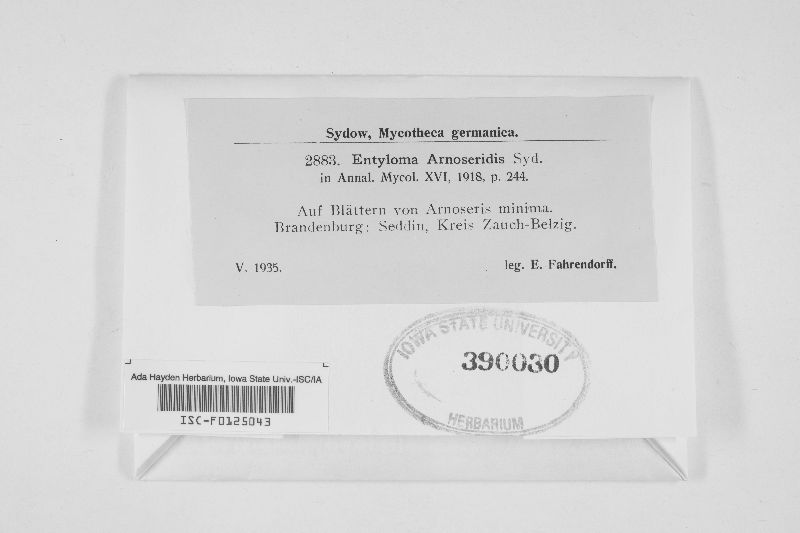 Sydow, Mycotheca germanica.
2883. Entyloma Arnoseridis Syd.
in Annal. Mycol. XVI, 1918, p. 244.
Auf Blättern von Arnoseris minima.
Brandenburg: Seddin, Kreis Zauch-Belzig.
V. 1935.
leg. E. Fahrendorff.
IOWA STATE UNIVERSITY
390030
HERBARIUM
Ada Hayden Herbarium, Iowa State Univ.-ISC/IA
ISC-F0125043